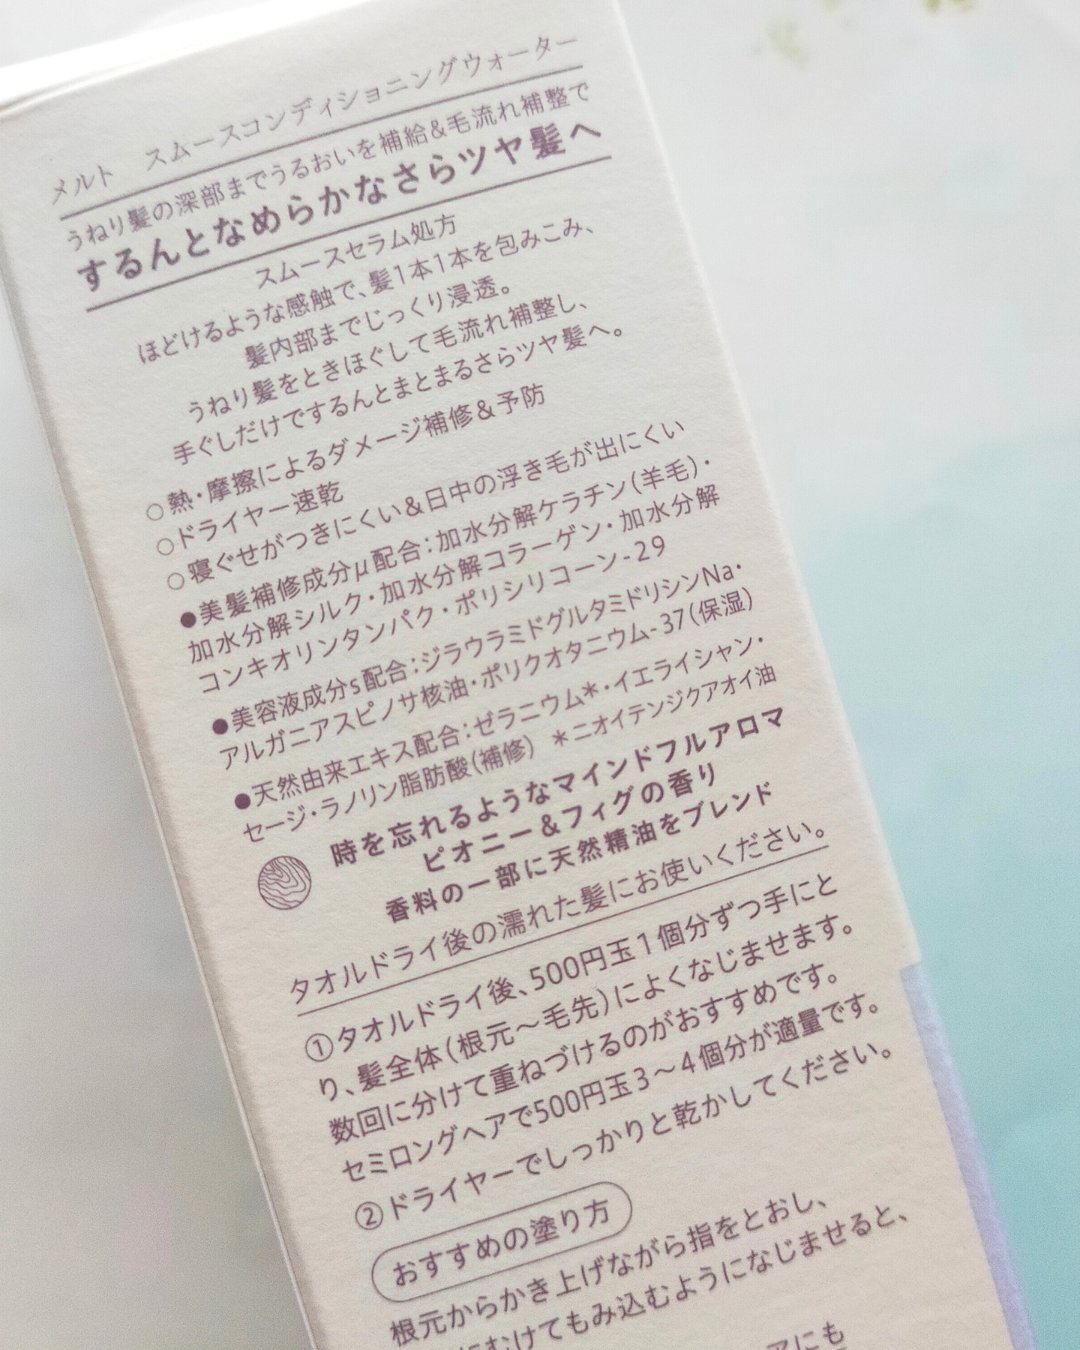 メルト スムースコンディショニングウォーター
うねり髪の深部までうるおいを補給&毛流れ補整で
するんとなめらかなさらツヤ髪へ
スムースセラム処方
ほどけるような感触で、髪1本1本を包みこみ、
髪内部までじっくり浸透。
うねり髪をときほぐして毛流れ補整し、
手ぐしだけでするんとまとまるさらツヤ髪へ。
○熱・摩擦によるダメージ補修&予防
○ドライヤー速乾
○寝ぐせがつきにくい&日中の浮き毛が出にくい
●美髪補修成分μ配合:加水分解ケラチン(羊毛)・
加水分解シルク・加水分解コラーゲン・加水分解
コンキオリンタンパク・ポリシリコーン-29
●美容液成分s配合:ジラウラミドグルタミドリシンNa・
アルガニアスピノサ核油・ポリクオタニウム-37(保湿)
●天然由来エキス配合:ゼラニウム＊・イエライシャン・
セージ・ラノリン脂肪酸(補修) ＊ニオイテンジクアオイ油
時を忘れるようなマインドフルアロマ
ピオニー&フィグの香り
香料の一部に天然精油をブレンド
タオルドライ後の濡れた髪にお使いください。
①タオルドライ後、500円玉1個分ずつ手にと
り、髪全体(根元～毛先)によくなじませます。
数回に分けて重ねづけるのがおすすめです。
セミロングヘアで500円玉3～4個分が適量です。
②ドライヤーでしっかりと乾かしてください。
おすすめの塗り方
根元からかき上げながら指をとおし、
にむけてもみ込むようになじませると、
アにも